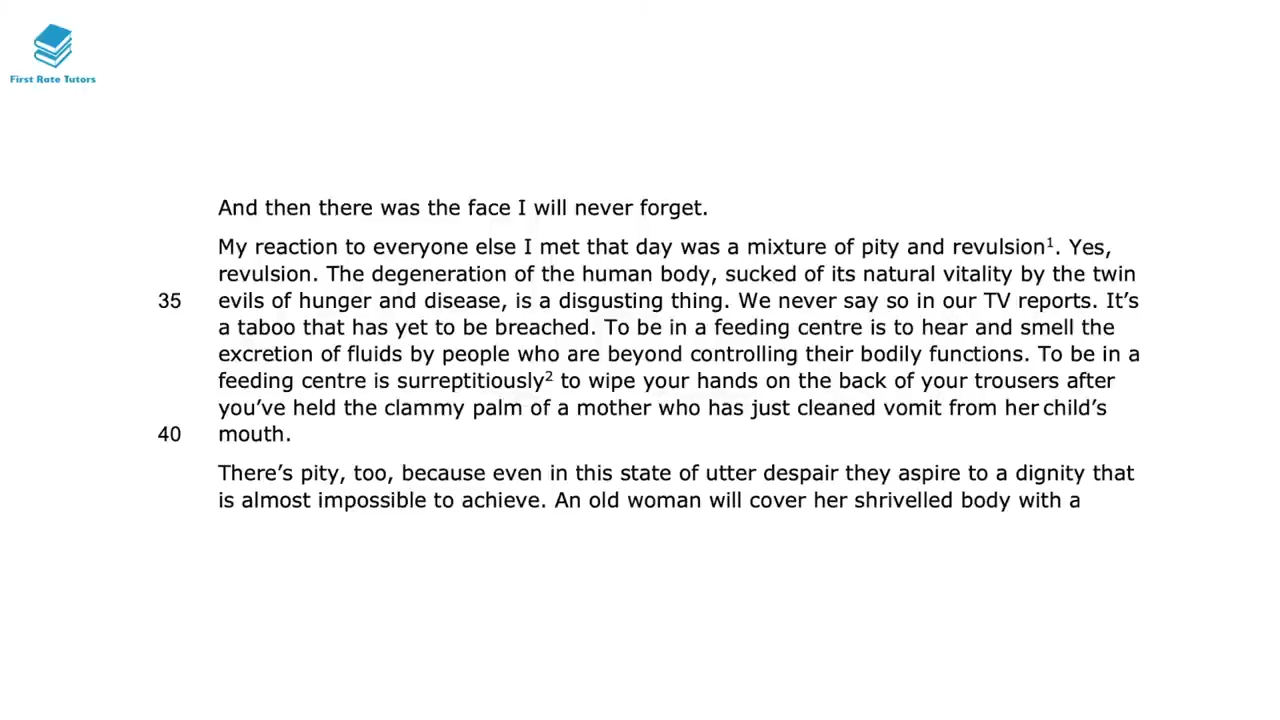 First Rate Tutors
And then there was the face I will never forget.
My reaction to everyone else I met that day was a mixture of pity and revulsion¹. Yes,
revulsion. The degeneration of the human body, sucked of its natural vitality by the twin
35 evils of hunger and disease, is a disgusting thing. We never say so in our TV reports. It’s
a taboo that has yet to be breached. To be in a feeding centre is to hear and smell the
excretion of fluids by people who are beyond controlling their bodily functions. To be in a
feeding centre is surreptitiously² to wipe your hands on the back of your trousers after
you’ve held the clammy palm of a mother who has just cleaned vomit from her child’s
40 mouth.
There’s pity, too, because even in this state of utter despair they aspire to a dignity that
is almost impossible to achieve. An old woman will cover her shrivelled body with a